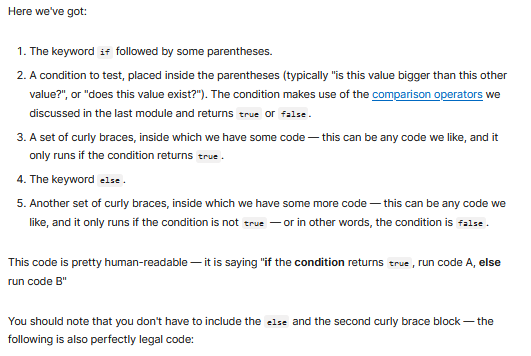 Here we've got:
1. The keyword if followed by some parentheses.
2. A condition to test, placed inside the parentheses (typically "is this value bigger than this other
value?", or "does this value exist?"). The condition makes use of the comparison operators we
discussed in the last module and returns true or false.
3. A set of curly braces, inside which we have some code — this can be any code we like, and it
only runs if the condition returns true.
4. The keyword else.
5. Another set of curly braces, inside which we have some more code — this can be any code we
like, and it only runs if the condition is not true — or in other words, the condition is false.
This code is pretty human-readable — it is saying "if the condition returns true, run code A, else
run code B"
You should note that you don't have to include the else and the second curly brace block — the
following is also perfectly legal code: